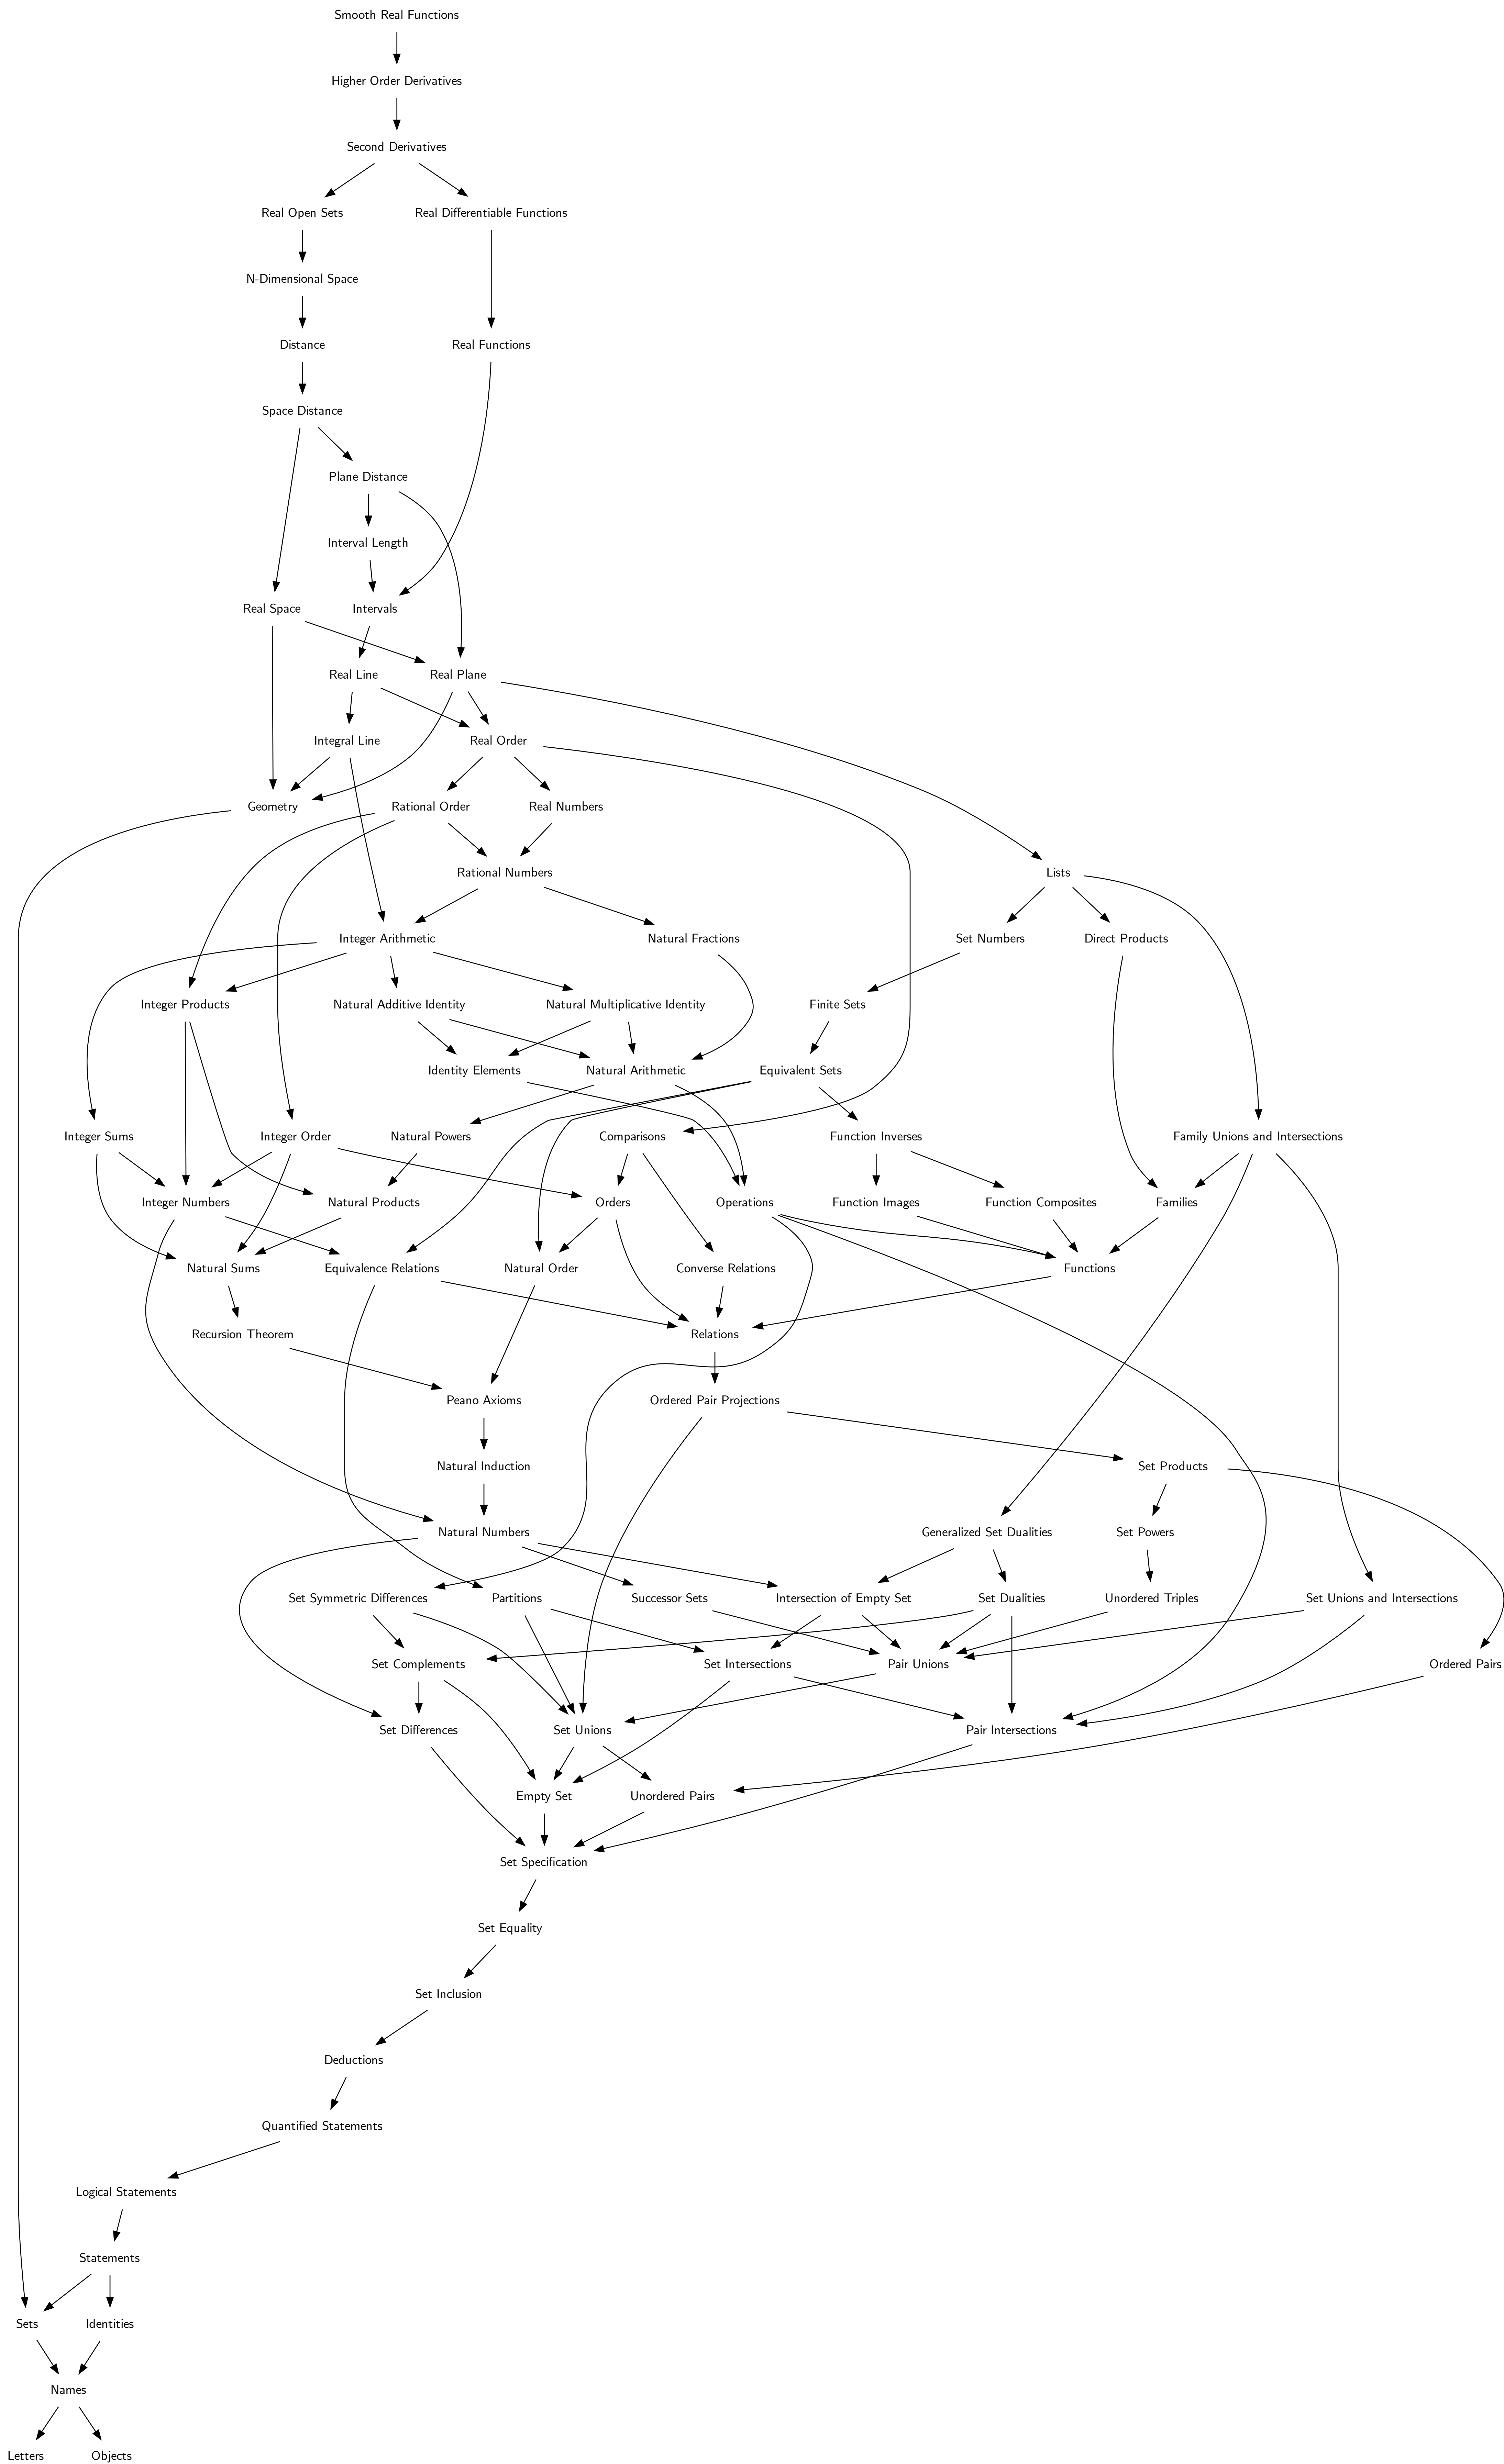 Smooth Real Functions
Higher Order Derivatives
Second Derivatives
Real Open Sets
Real Differentiable Functions
N-Dimensional Space
Distance
Real Functions
Space Distance
Plane Distance
Interval Length
Real Space
Intervals
Real Line
Real Plane
Integral Line
Real Order
Geometry
Rational Order
Real Numbers
Rational Numbers
Lists
Integer Arithmetic
Natural Fractions
Set Numbers
Direct Products
Integer Products
Natural Additive Identity
Natural Multiplicative Identity
Finite Sets
Identity Elements
Natural Arithmetic
Equivalent Sets
Integer Sums
Integer Order
Natural Powers
Comparisons
Function Inverses
Family Unions and Intersections
Integer Numbers
Natural Products
Orders
Operations
Function Images
Function Composites
Families
Natural Sums
Equivalence Relations
Natural Order
Converse Relations
Functions
Recursion Theorem
Relations
Peano Axioms
Ordered Pair Projections
Natural Induction
Set Products
Natural Numbers
Generalized Set Dualities
Set Powers
Set Symmetric Differences
Partitions
Successor Sets
Intersection of Empty Set
Set Dualities
Unordered Triples
Set Unions and Intersections
Set Complements
Set Intersections
Pair Unions
Ordered Pairs
Set Differences
Set Unions
Pair Intersections
Empty Set
Unordered Pairs
Set Specification
Set Equality
Set Inclusion
Deductions
Quantified Statements
Logical Statements
Statements
Sets
Identities
Names
Letters
Objects